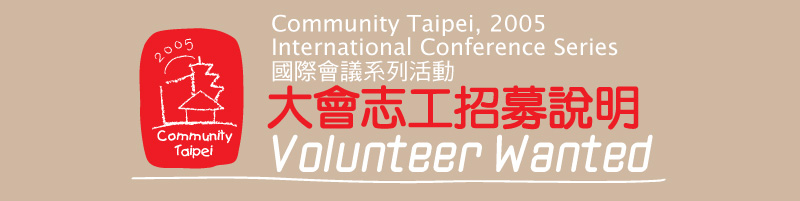 2005
Community
Taipei
Community Taipei, 2005
International Conference Series
國際會議系列活動
大會志工招募說明
Volunteer Wanted